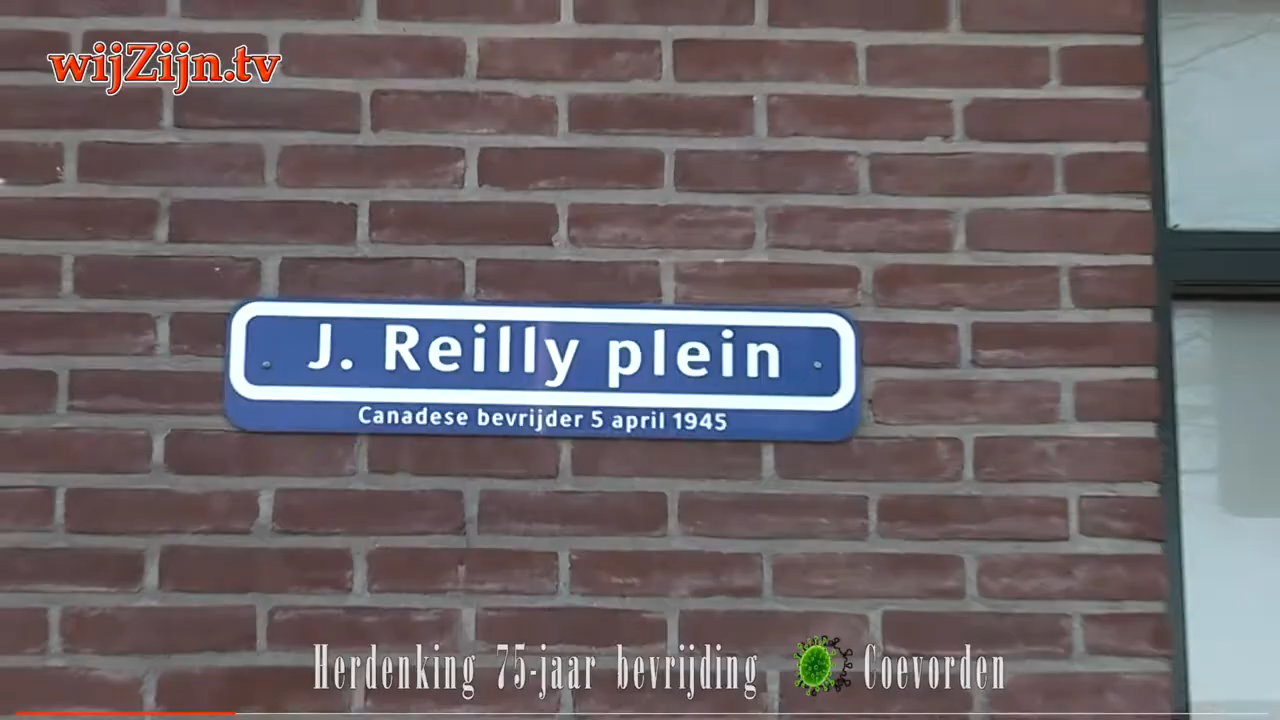 wijZijn.tv
J. Reilly plein
Canadese bevrijder 5 april 1945
Herdenking 75-jaar bevrijding Coevorden